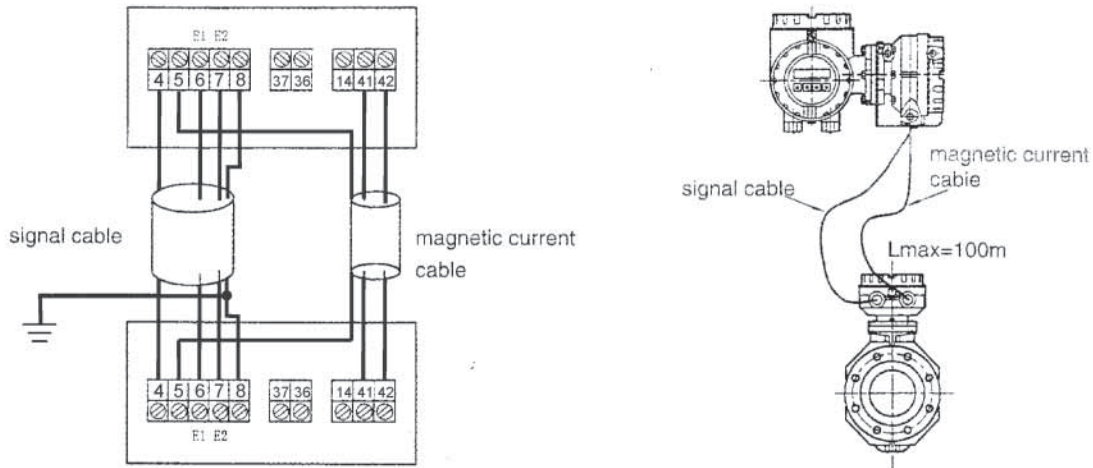 E1 E2
4 5 6 7 8 37 36 14 41 42
signal cable
magnetic current
cable
4 5 6 7 8 37 36 14 41 42
E1 E2
signal cable
magnetic current
cabie
Lmax=100m